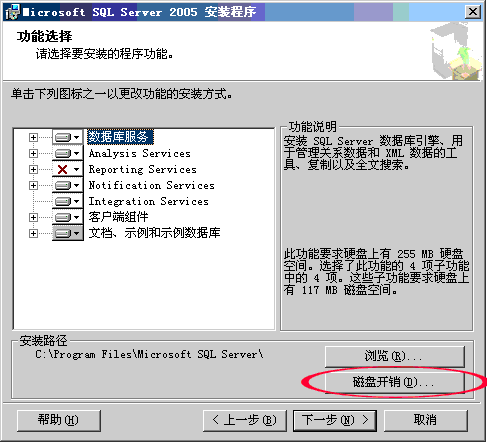 Microsoft SQL Server 2005 安装程序
功能选择
请选择要安装的程序功能。
单击下列图标之一以更改功能的安装方式。
数据库服务
Analysis Services
Reporting Services
Notification Services
Integration Services
客户端组件
文档、示例和示例数据库
功能说明
安装 SQL Server 数据库引擎、用
于管理关系数据和 XML 数据的工
具、复制以及全文搜索。
此功能要求硬盘上有 255 MB 硬盘
空间。选择了此功能的 4 项子功能
中的 4 项。这些子功能要求硬盘上
有 117 MB 磁盘空间。
安装路径
C:\Program Files\Microsoft SQL Server\
浏览(R)...
磁盘开销(D)...
帮助(H)
< 上一步(B)
下一步(N) >
取消